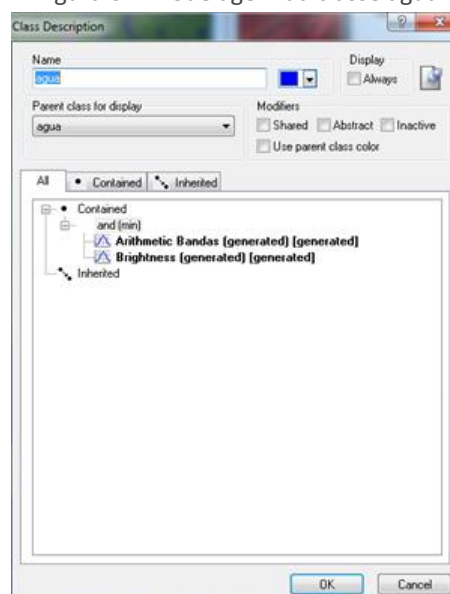 Class Description
Name
Display
agua
Always
Parent class for display
Modifiers
agua
Shared Abstract Inactive
Use parent class color
All Contained Inherited
Contained
and (min)
Arithmetic Bandas [generated] [generated]
Brightness [generated] [generated]
Inherited
OK Cancel